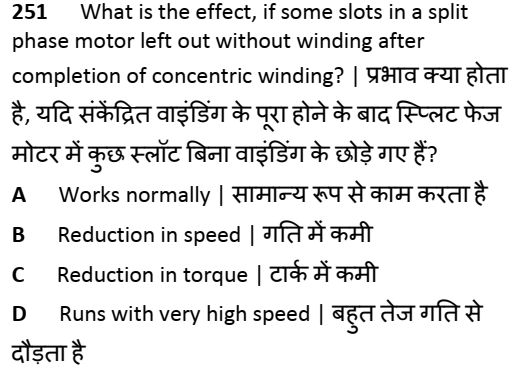 251 What is the effect, if some slots in a split
phase motor left out without winding after
completion of concentric winding? | प्रभाव क्या होता
है, यदि संकेंद्रित वाइंडिंग के पूरा होने के बाद स्प्लिट फेज
मोटर में कुछ स्लॉट बिना वाइंडिंग के छोड़े गए हैं?
A Works normally | सामान्य रूप से काम करता है
B Reduction in speed | गति में कमी
C Reduction in torque | टार्क में कमी
D Runs with very high speed | बहुत तेज गति से
दौड़ता है